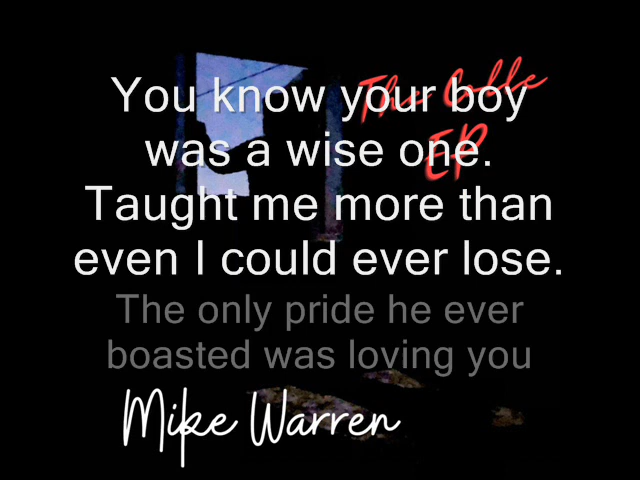 The
EP
You know your boy
was a wise one.
Taught me more than
even I could ever lose.
The only pride he ever
boasted was loving you
Mike Warren